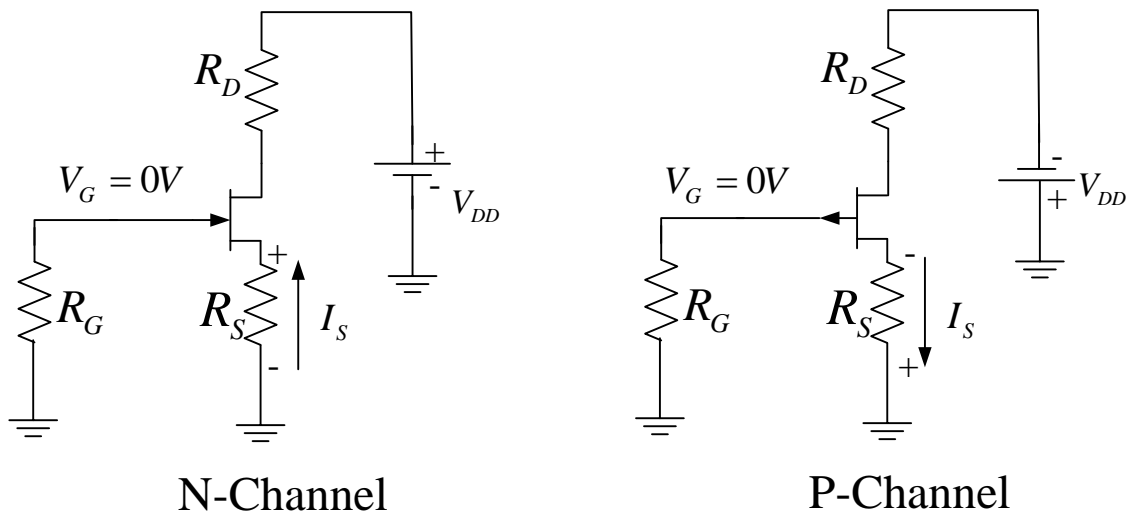 R_D
+
-
V_DD
V_G = 0V
+
R_G
R_S
I_S
-
N-Channel
R_D
-
+
V_DD
V_G = 0V
-
R_G
R_S
I_S
+
P-Channel